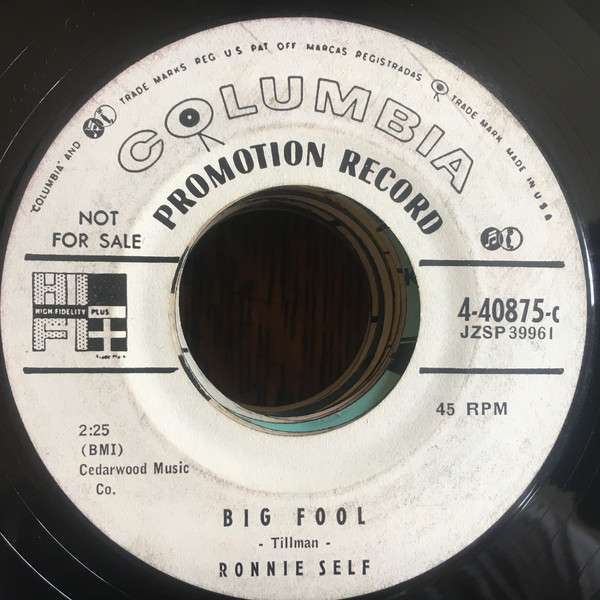 "COLUMBIA" AND TRADE MARKS REG. U S PAT OFF MARCAS REGISTRADAS TRADE MARK MADE IN U S A
COLUMBIA
PROMOTION RECORD
NOT
FOR SALE
HI
HIGH FIDELITY PLUS +
FI
Trade Mark
4-40875-c
JZSP 39961
45 RPM
2:25
(BMI)
Cedarwood Music
Co.
BIG FOOL
- Tillman -
RONNIE SELF